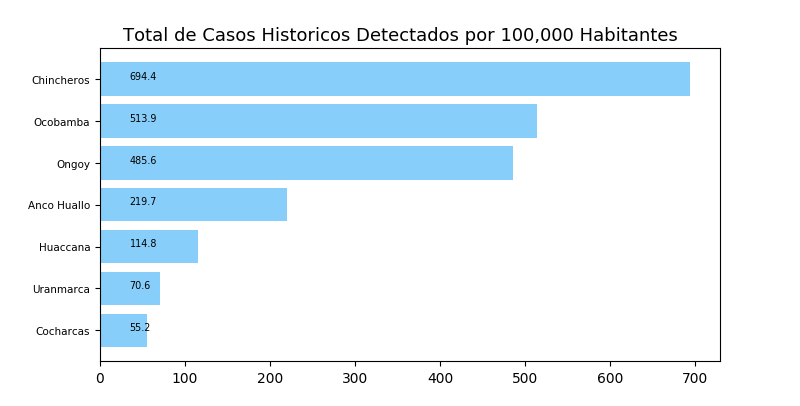 Total de Casos Historicos Detectados por 100,000 Habitantes
Chincheros 694.4
Ocobamba 513.9
Ongoy 485.6
Anco Huallo 219.7
Huaccana 114.8
Uranmarca 70.6
Cocharcas 55.2
0 100 200 300 400 500 600 700